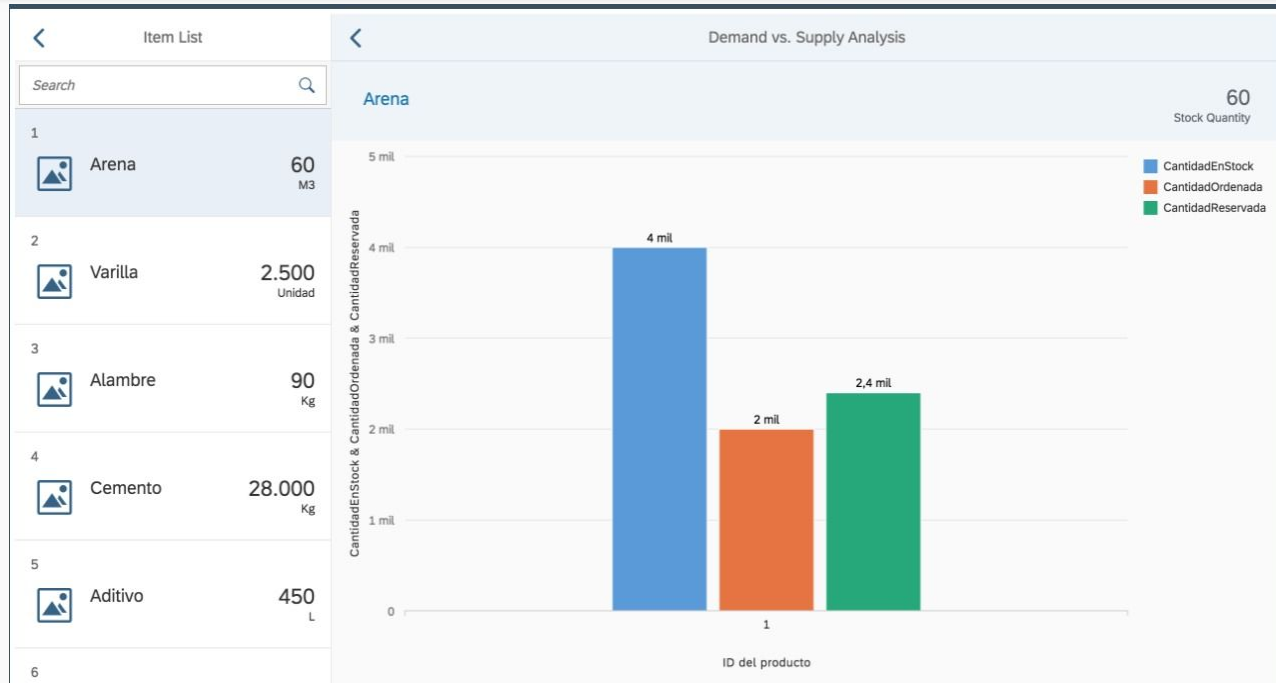 Item List
Search
1
Arena
60
M3
2
Varilla
2.500
Unidad
3
Alambre
90
Kg
4
Cemento
28.000
Kg
5
Aditivo
450
L
6
Demand vs. Supply Analysis
Arena
60
Stock Quantity
CantidadEnStock & CantidadOrdenada & CantidadReservada
5 mil
4 mil
3 mil
2 mil
1 mil
0
4 mil
2 mil
2,4 mil
1
ID del producto
CantidadEnStock
CantidadOrdenada
CantidadReservada